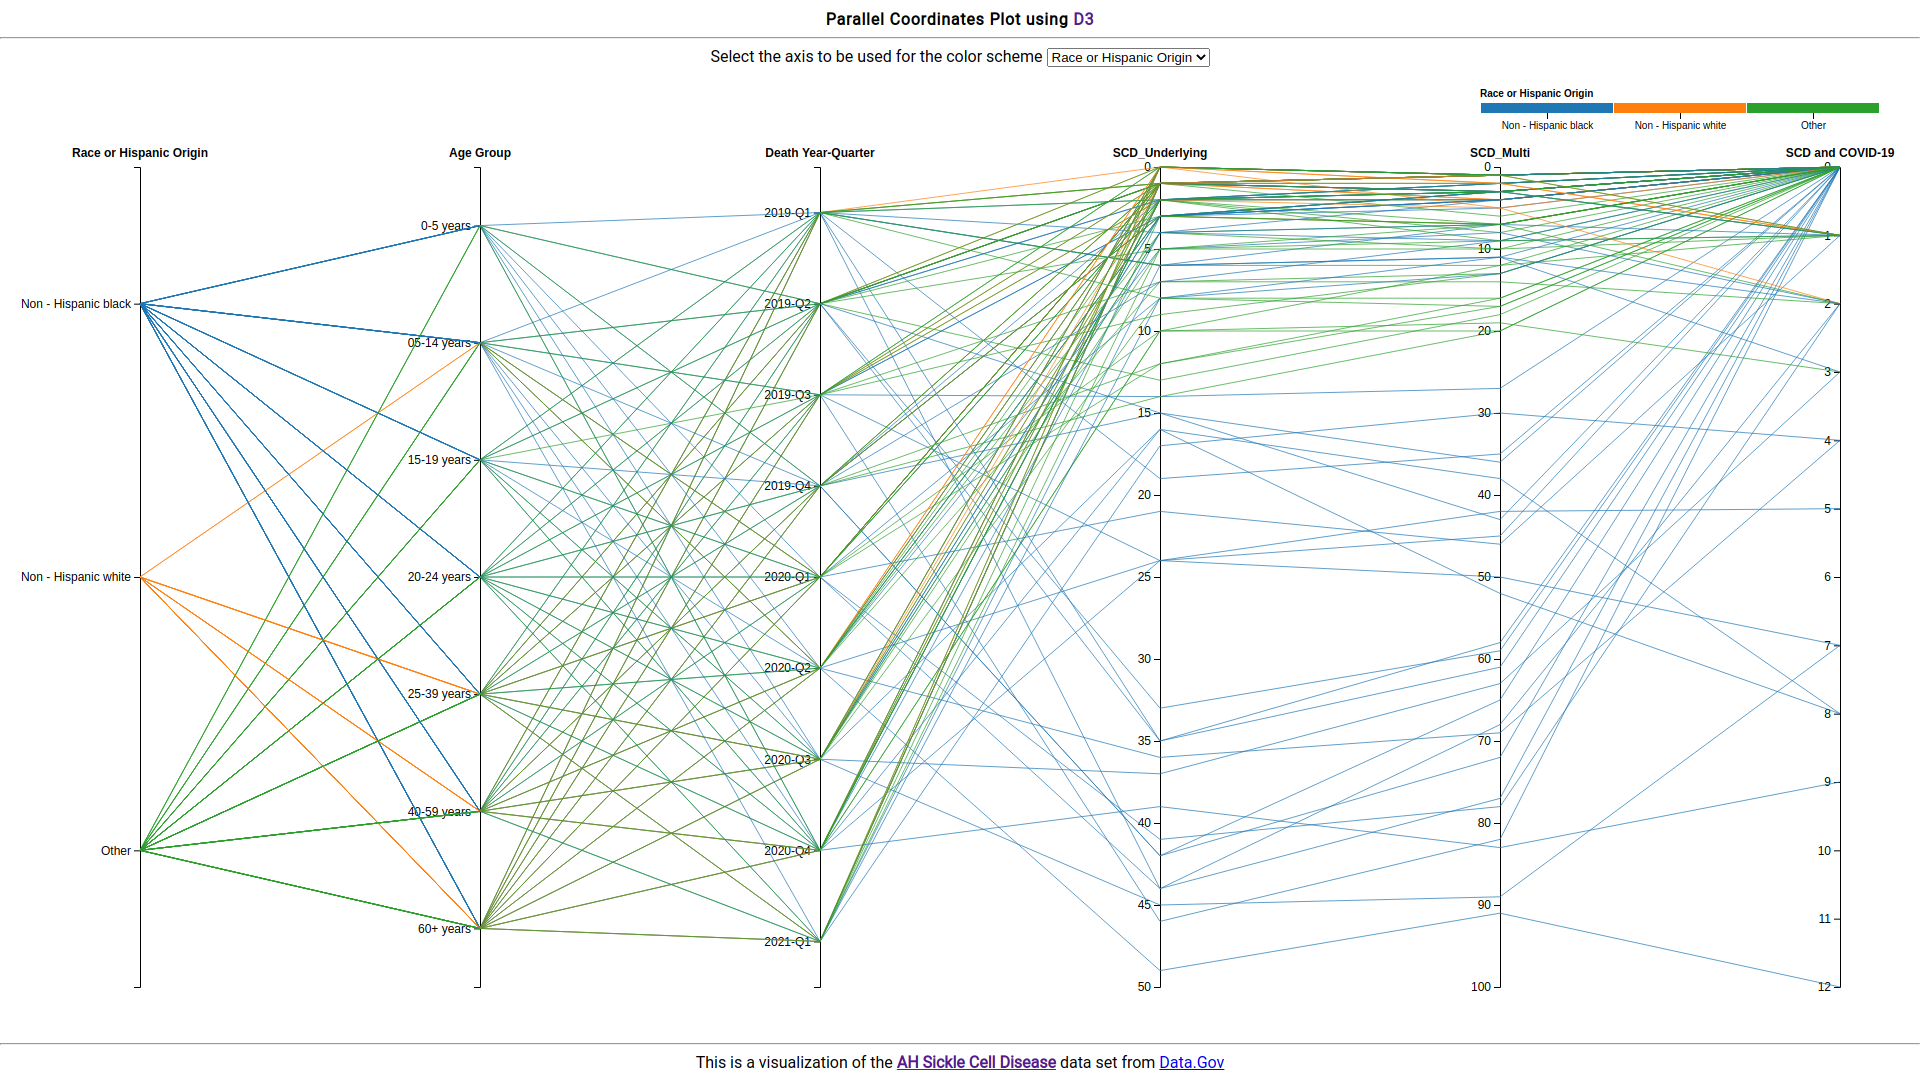 Parallel Coordinates Plot using D3
Select the axis to be used for the color scheme Race or Hispanic Origin
Race or Hispanic Origin
Non - Hispanic black Non - Hispanic white Other
Race or Hispanic Origin
Non - Hispanic black
Non - Hispanic white
Other
Age Group
0-5 years
05-14 years
15-19 years
20-24 years
25-39 years
40-59 years
60+ years
Death Year-Quarter
2019-Q1
2019-Q2
2019-Q3
2019-Q4
2020-Q1
2020-Q2
2020-Q3
2020-Q4
2021-Q1
SCD_Underlying
0
5
10
15
20
25
30
35
40
45
50
SCD_Multi
0
10
20
30
40
50
60
70
80
90
100
SCD and COVID-19
0
1
2
3
4
5
6
7
8
9
10
11
12
This is a visualization of the AH Sickle Cell Disease data set from Data.Gov